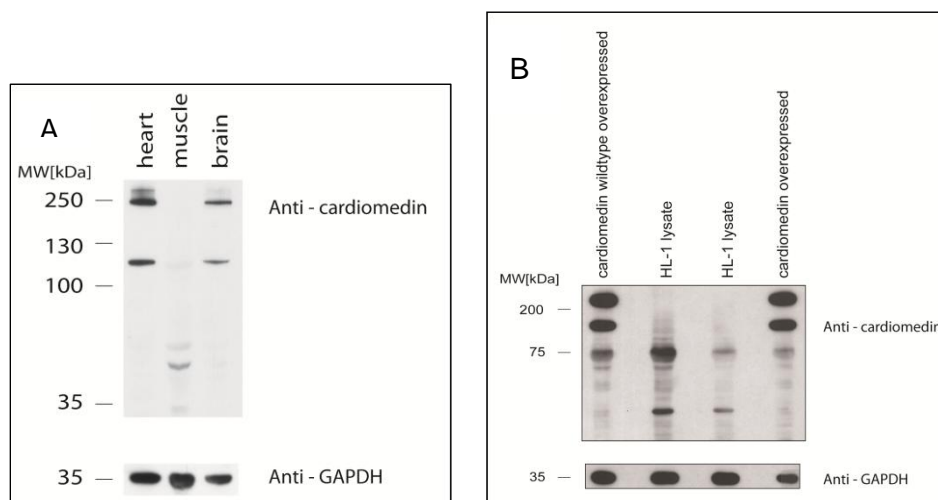 A
heart
muscle
brain
MW[kDa]
250
130
100
35
Anti - cardiomedin
35
Anti - GAPDH
B
cardiomedin wildtype overexpressed
HL-1 lysate
HL-1 lysate
cardiomedin overexpressed
MW[kDa]
200
75
Anti - cardiomedin
35
Anti - GAPDH